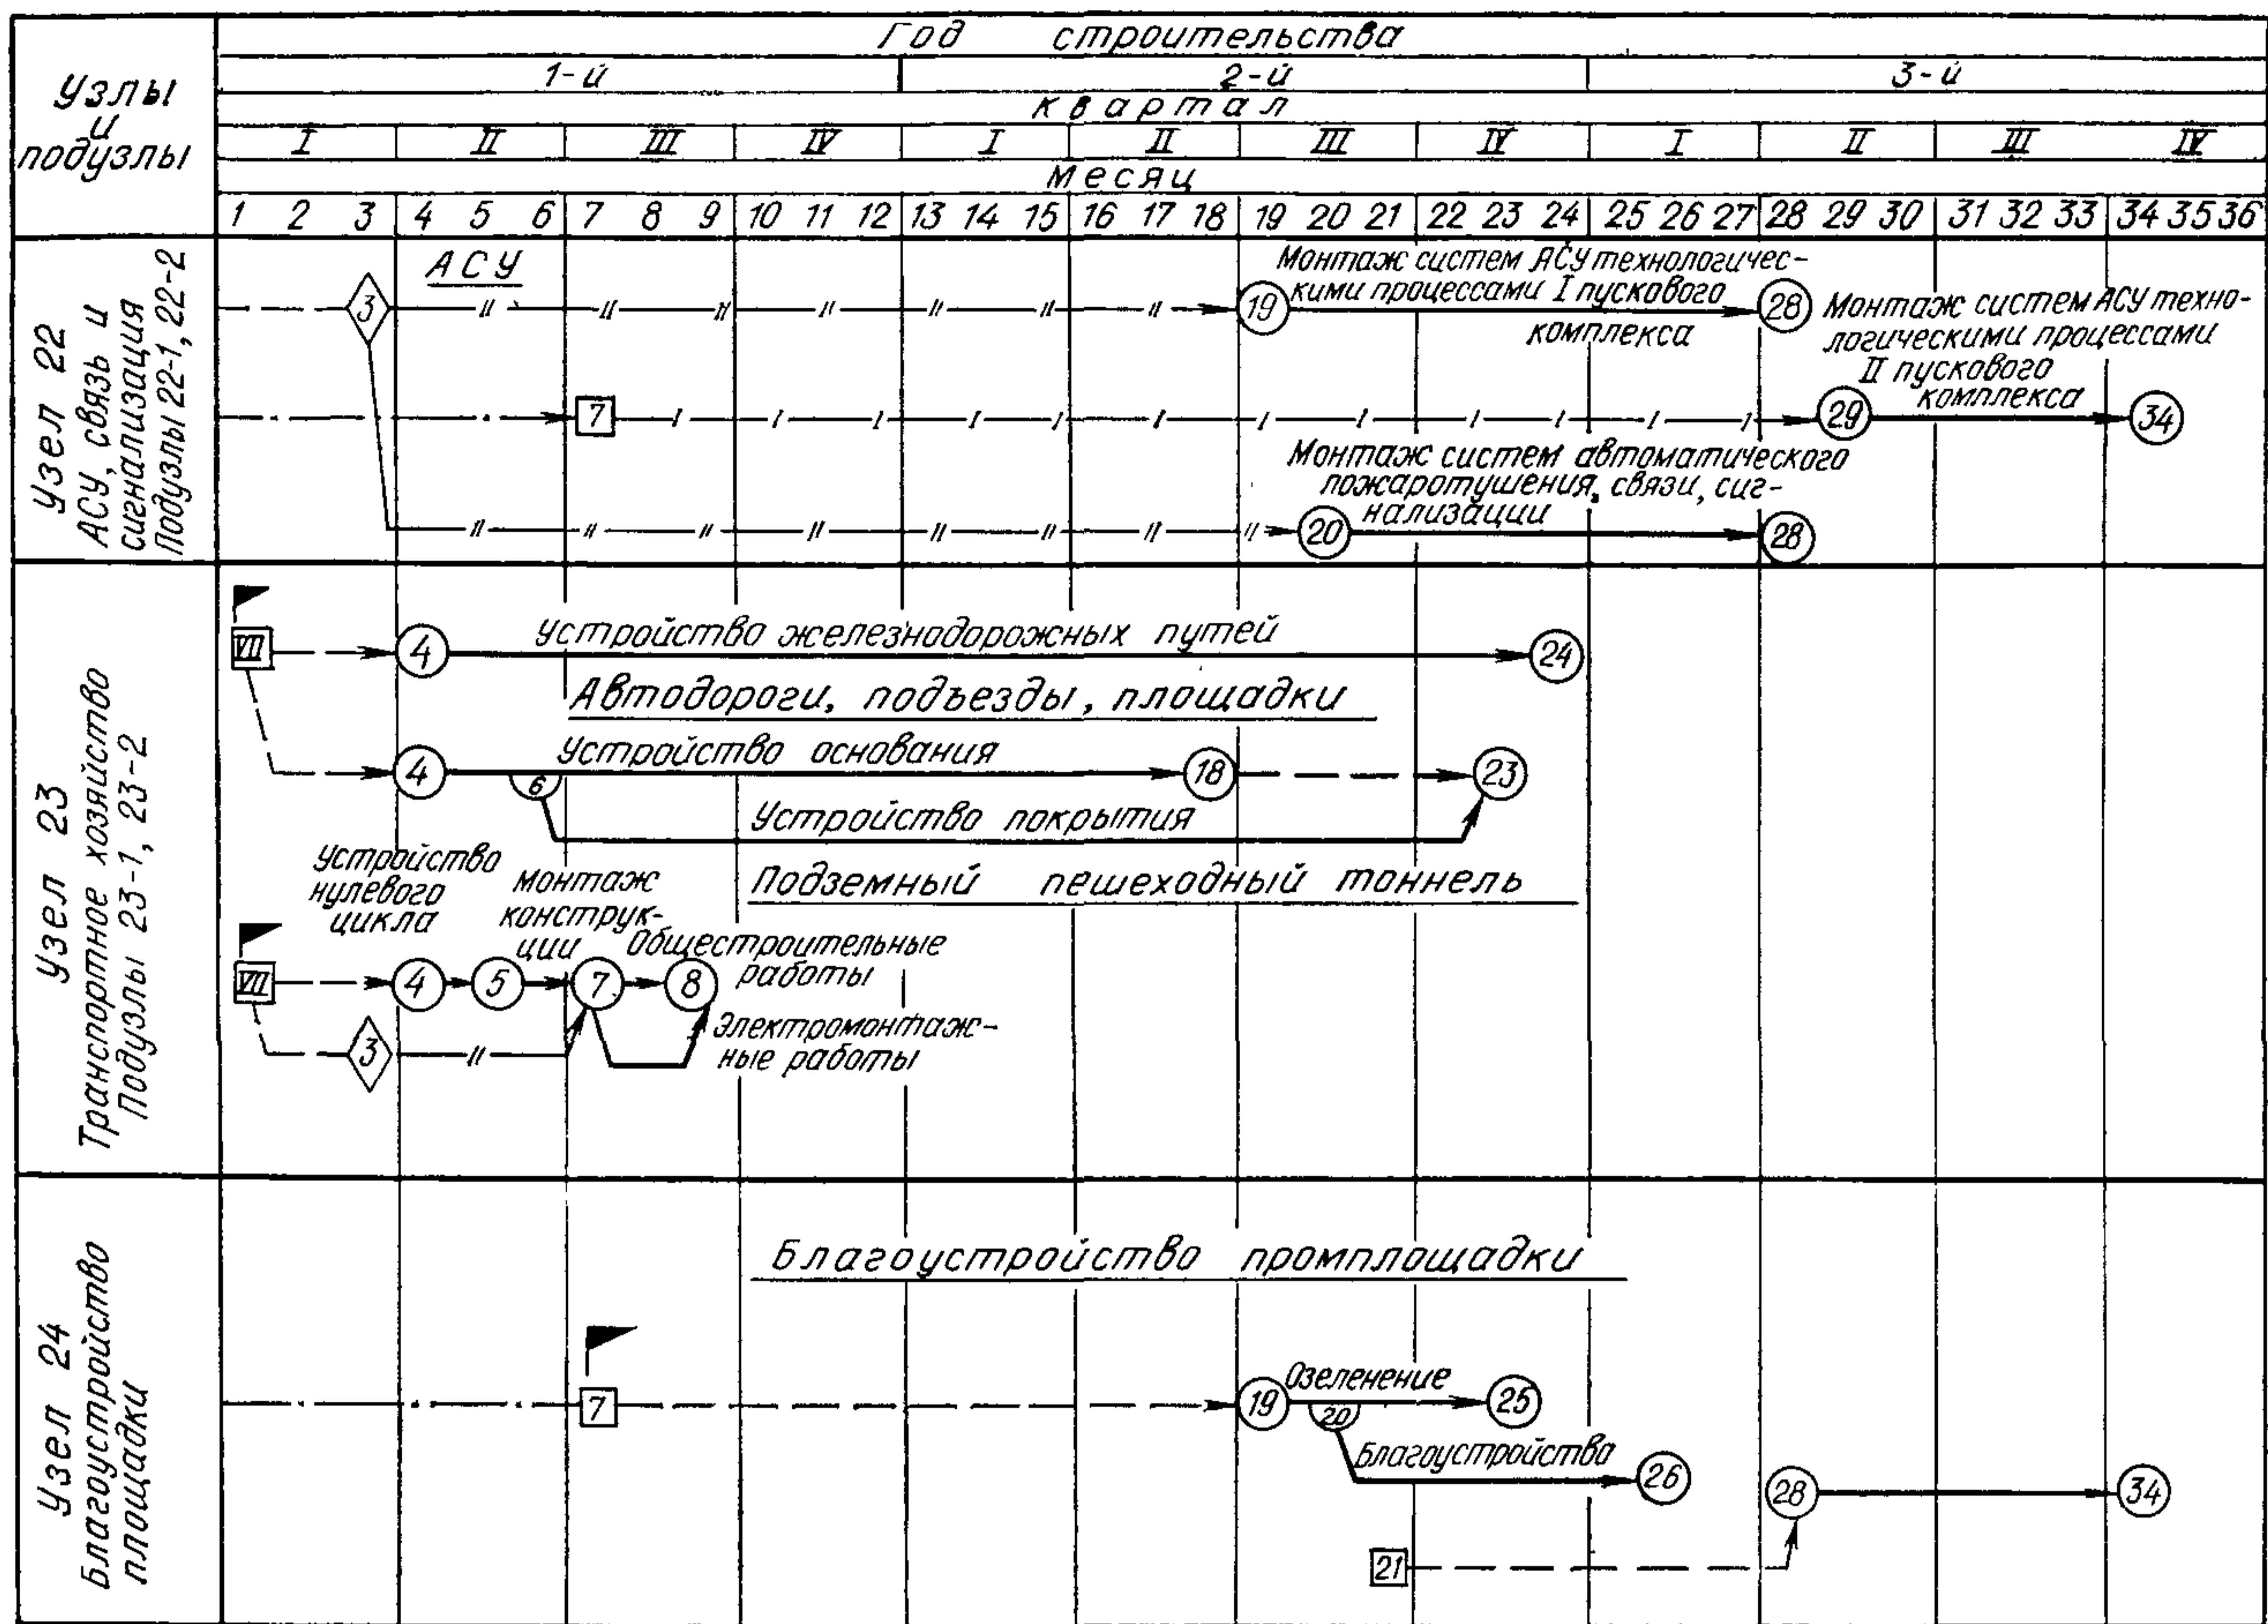 Узлы
и
подузлы
Год строительства
1-й 2-й 3-й
квартал
I II III IV I II III IV I II III IV
месяц
1 2 3 4 5 6 7 8 9 10 11 12 13 14 15 16 17 18 19 20 21 22 23 24 25 26 27 28 29 30 31 32 33 34 35 36
Узел 22
АСУ, связь и
сигнализация
Подузлы 22-1, 22-2
АСУ
Монтаж систем АСУ технологичес-
кими процессами I пускового
комплекса
3 19 28
Монтаж систем АСУ техно-
логическими процессами
II пускового
комплекса
7 29 34
Монтаж систем автоматического
пожаротушения, связи, сиг-
нализации
20 28
Узел 23
Транспортное хозяйство
Подузлы 23-1, 23-2
Устройство железнодорожных путей
VII 4 24
Автодороги, подъезды, площадки
Устройство основания
4 6 18 23
Устройство покрытия
Подземный пешеходный тоннель
Устройство
нулевого
цикла
монтаж
конструк-
ции
Общестроительные
работы
VII 4 5 7 8
Электромонтаж-
ные работы
3
Узел 24
Благоустройство
площадки
Благоустройство промплощадки
Озеленение
7 19 20 25
Благоустройства
26
28 34
21